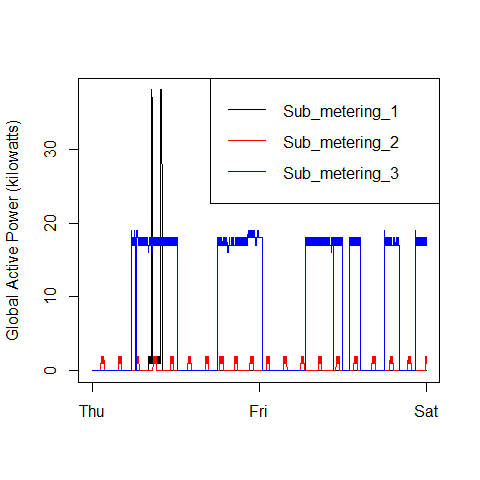 Global Active Power (kilowatts)
30
20
10
0
Sub_metering_1
Sub_metering_2
Sub_metering_3
Thu Fri Sat